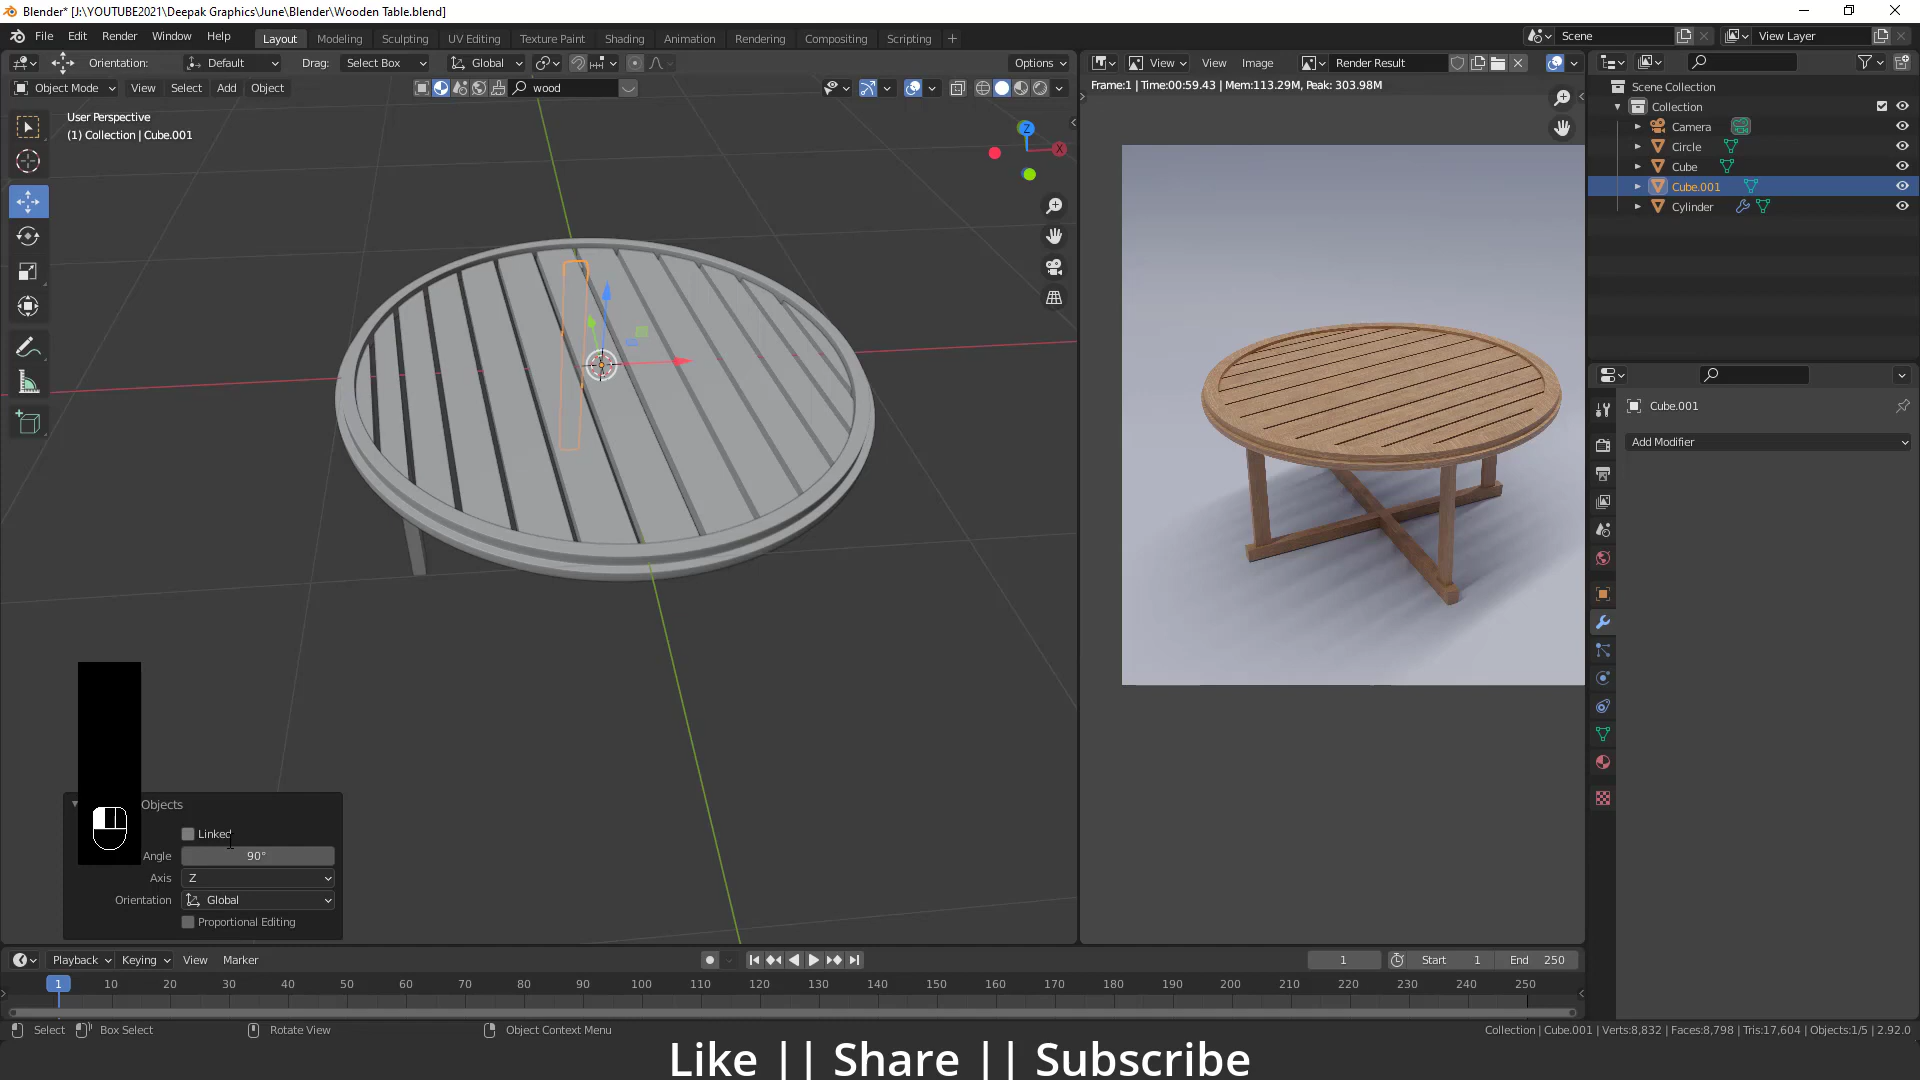 Blender* [J:\YOUTUBE2021\Deepak Graphics\June\Blender\Wooden Table.blend]
File Edit Render Window Help
Layout Modeling Sculpting UV Editing Texture Paint Shading Animation Rendering Compositing Scripting
Scene
View Layer
Orientation: Default Drag: Select Box Global Options
View View Image Render Result
Object Mode View Select Add Object wood
Frame:1 | Time:00:59.43 | Mem:113.29M, Peak: 303.98M
User Perspective
(1) Collection | Cube.001
Z
X
Scene Collection
Collection
Camera
Circle
Cube
Cube.001
Cylinder
Cube.001
Add Modifier
Objects
Linked
Angle 90°
Axis Z
Orientation Global
Proportional Editing
Playback Keying View Marker
1 Start 1 End 250
1 10 20 30 40 50 60 70 80 90 100 110 120 130 140 150 160 170 180 190 200 210 220 230 240 250
Select Box Select Rotate View Object Context Menu
Collection | Cube.001 | Verts:8,832 | Faces:8,798 | Tris:17,604 | Objects:1/5 | 2.92.0
Like || Share || Subscribe